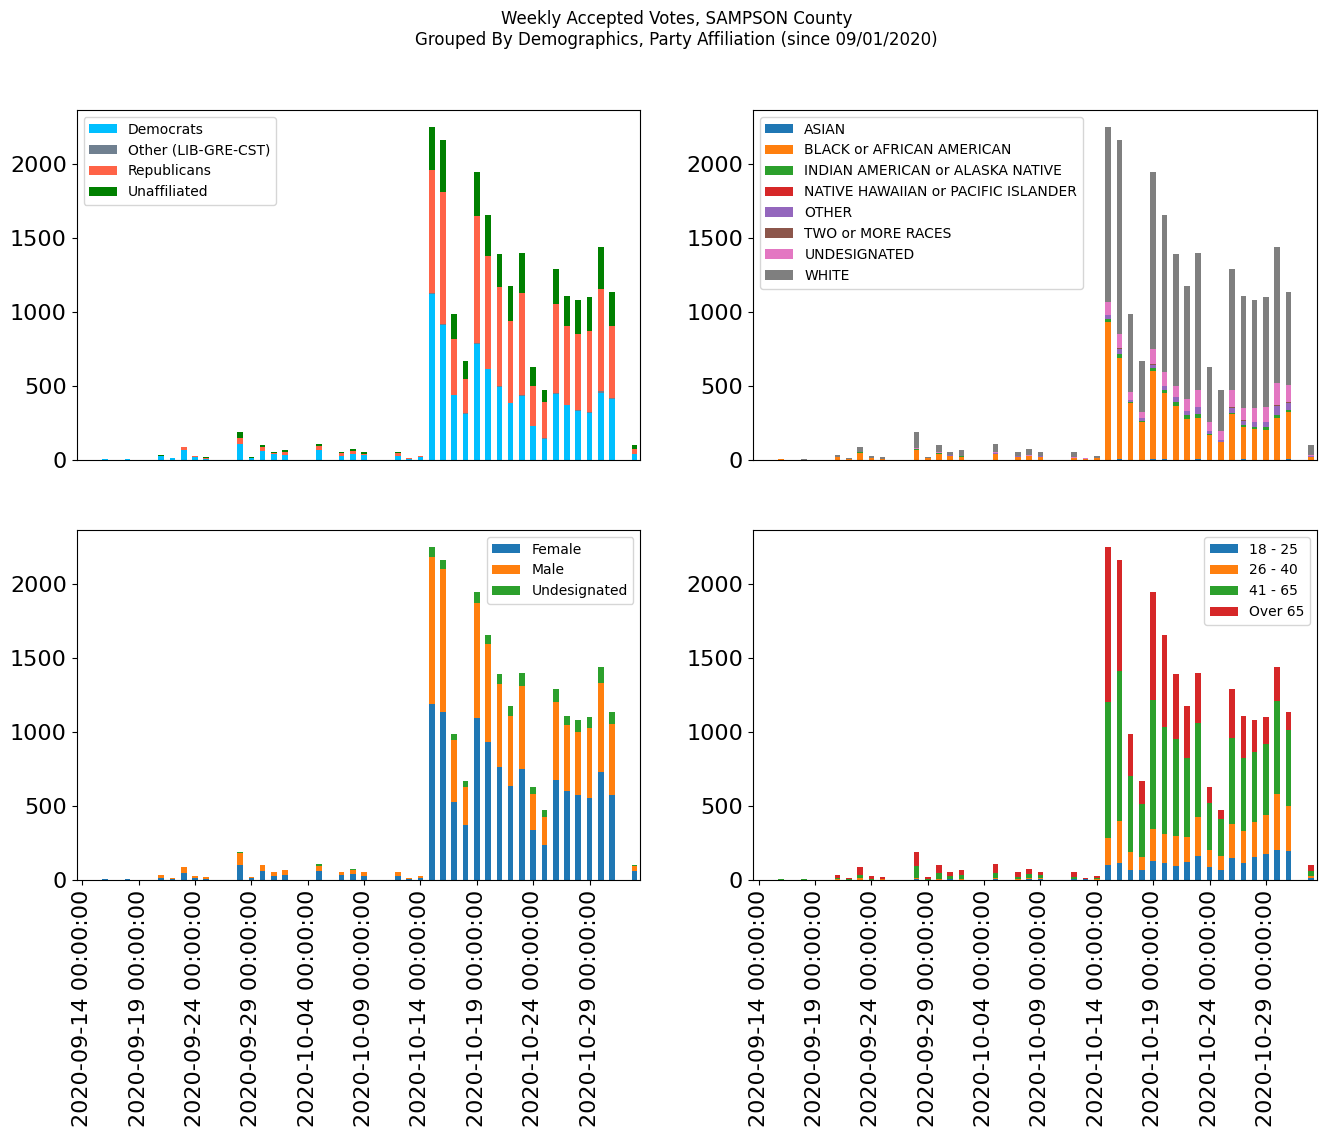 Weekly Accepted Votes, SAMPSON County
Grouped By Demographics, Party Affiliation (since 09/01/2020)
Democrats
Other (LIB-GRE-CST)
Republicans
Unaffiliated
2000
1500
1000
500
0
ASIAN
BLACK or AFRICAN AMERICAN
INDIAN AMERICAN or ALASKA NATIVE
NATIVE HAWAIIAN or PACIFIC ISLANDER
OTHER
TWO or MORE RACES
UNDESIGNATED
WHITE
2000
1500
1000
500
0
Female
Male
Undesignated
2000
1500
1000
500
0
2020-09-14 00:00:00
2020-09-19 00:00:00
2020-09-24 00:00:00
2020-09-29 00:00:00
2020-10-04 00:00:00
2020-10-09 00:00:00
2020-10-14 00:00:00
2020-10-19 00:00:00
2020-10-24 00:00:00
2020-10-29 00:00:00
18 - 25
26 - 40
41 - 65
Over 65
2000
1500
1000
500
0
2020-09-14 00:00:00
2020-09-19 00:00:00
2020-09-24 00:00:00
2020-09-29 00:00:00
2020-10-04 00:00:00
2020-10-09 00:00:00
2020-10-14 00:00:00
2020-10-19 00:00:00
2020-10-24 00:00:00
2020-10-29 00:00:00